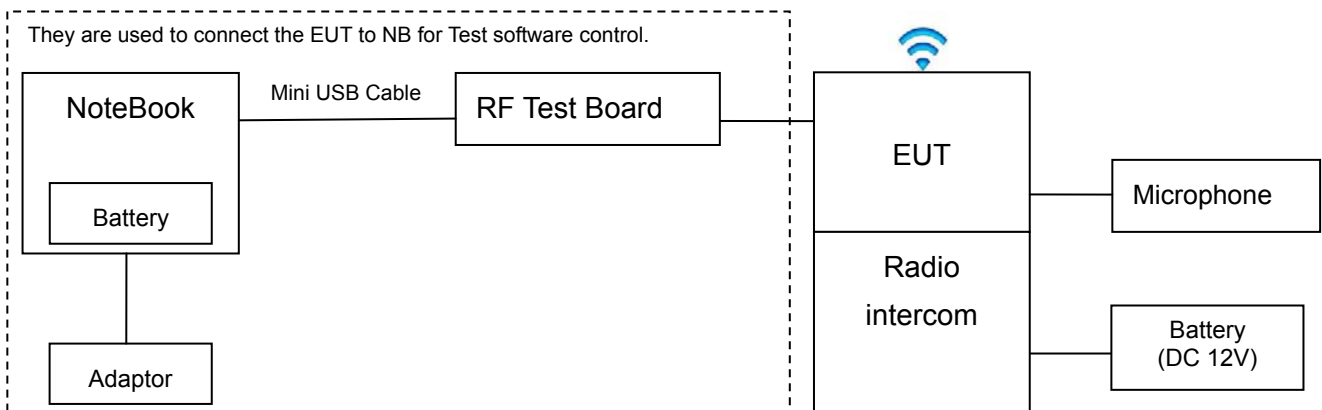 They are used to connect the EUT to NB for Test software control.
NoteBook
Mini USB Cable
RF Test Board
Battery
Adaptor
EUT
Radio
intercom
Microphone
Battery
(DC 12V)